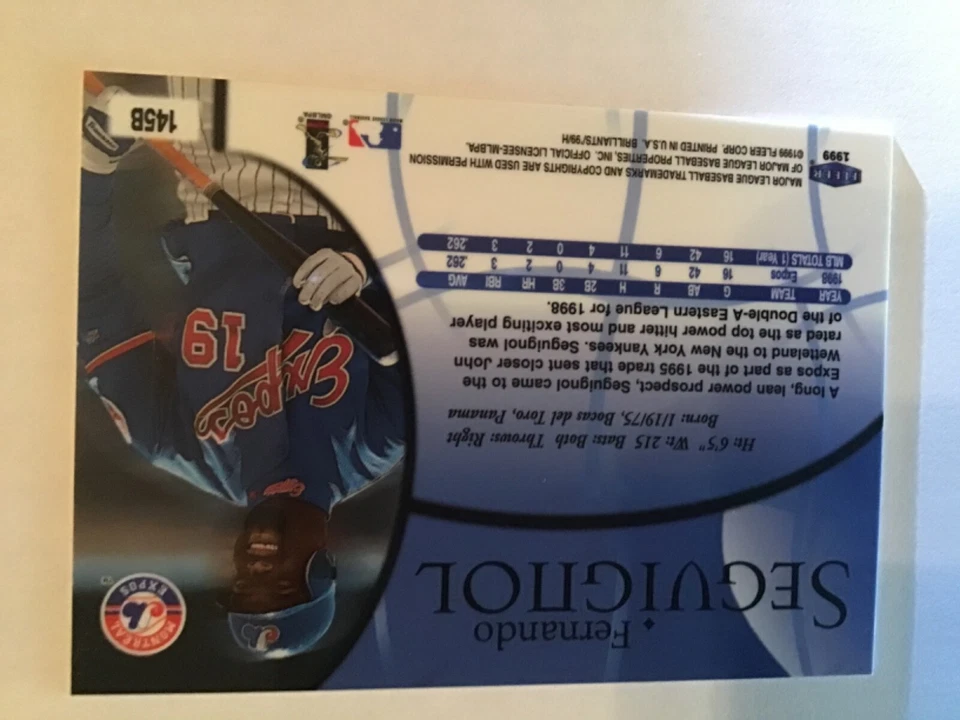 Fernando
SEGUIGNOL
MONTREAL
EXPOS
TM
Ht: 6'5" Wt: 215 Bats: Both Throws: Right
Born: 1/19/75, Bocas del Toro, Panama
A long, lean, power prospect, Seguignol came to the
Expos as part of the 1995 trade that sent closer John
Wetteland to the New York Yankees. Seguignol was
rated as the top power hitter and most exciting player
of the Double-A Eastern League for 1998.
YEAR TEAM G AB R H 2B 3B HR RBI AVG
1998 Expos 16 42 6 11 4 0 2 3 .262
MLB TOTALS (1 Year) 16 42 6 11 4 0 2 3 .262
Expos
19
1999
FLEER
MAJOR LEAGUE BASEBALL TRADEMARKS AND COPYRIGHTS ARE USED WITH PERMISSION
OF MAJOR LEAGUE BASEBALL PROPERTIES, INC. OFFICIAL LICENSEE-MLBPA.
©1999 FLEER CORP. PRINTED IN U.S.A. BRILLIANTS/'99/H
145B